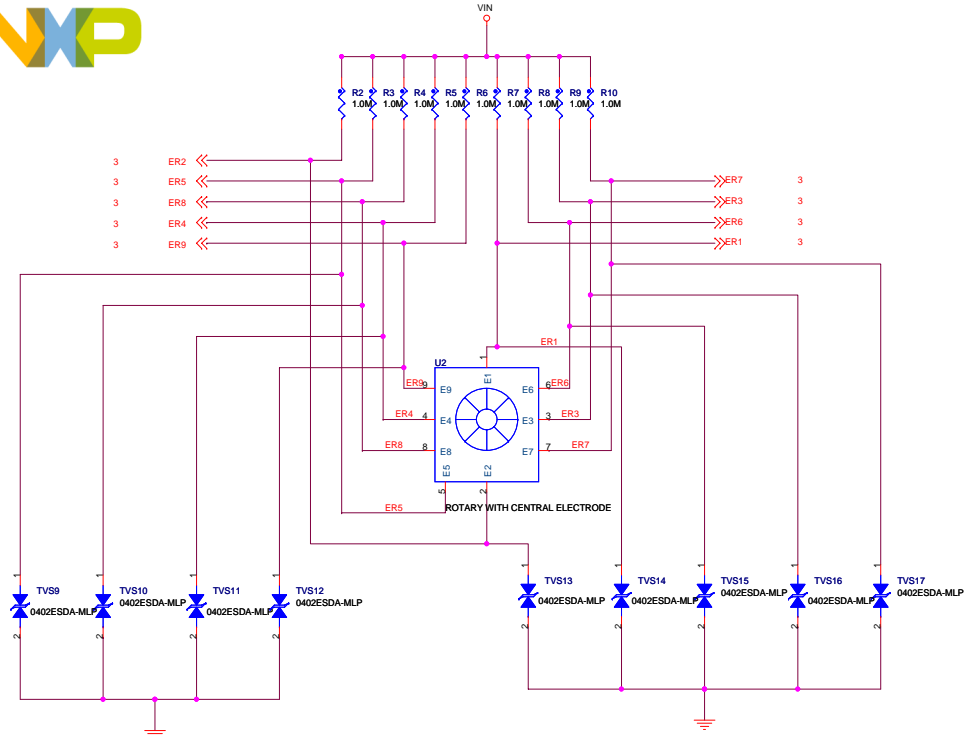 NXP
VIN
R2 R3 R4 R5 R6 R7 R8 R9 R10
1.0M 1.0M 1.0M 1.0M 1.0M 1.0M 1.0M 1.0M 1.0M
3 ER2
3 ER5
3 ER8
3 ER4
3 ER9
ER7 3
ER3 3
ER6 3
ER1 3
ER1
U2
1
E1
ER9 9 E9
E6 6 ER6
ER4 4 E4
E3 3 ER3
ER8 8 E8
E7 7 ER7
E5 E2
5 2
ER5
ROTARY WITH CENTRAL ELECTRODE
1 1 1 1 1 1 1 1 1
TVS9 TVS10 TVS11 TVS12 TVS13 TVS14 TVS15 TVS16 TVS17
0402ESDA-MLP 0402ESDA-MLP 0402ESDA-MLP 0402ESDA-MLP 0402ESDA-MLP 0402ESDA-MLP 0402ESDA-MLP 0402ESDA-MLP 0402ESDA-MLP
2 2 2 2 2 2 2 2 2